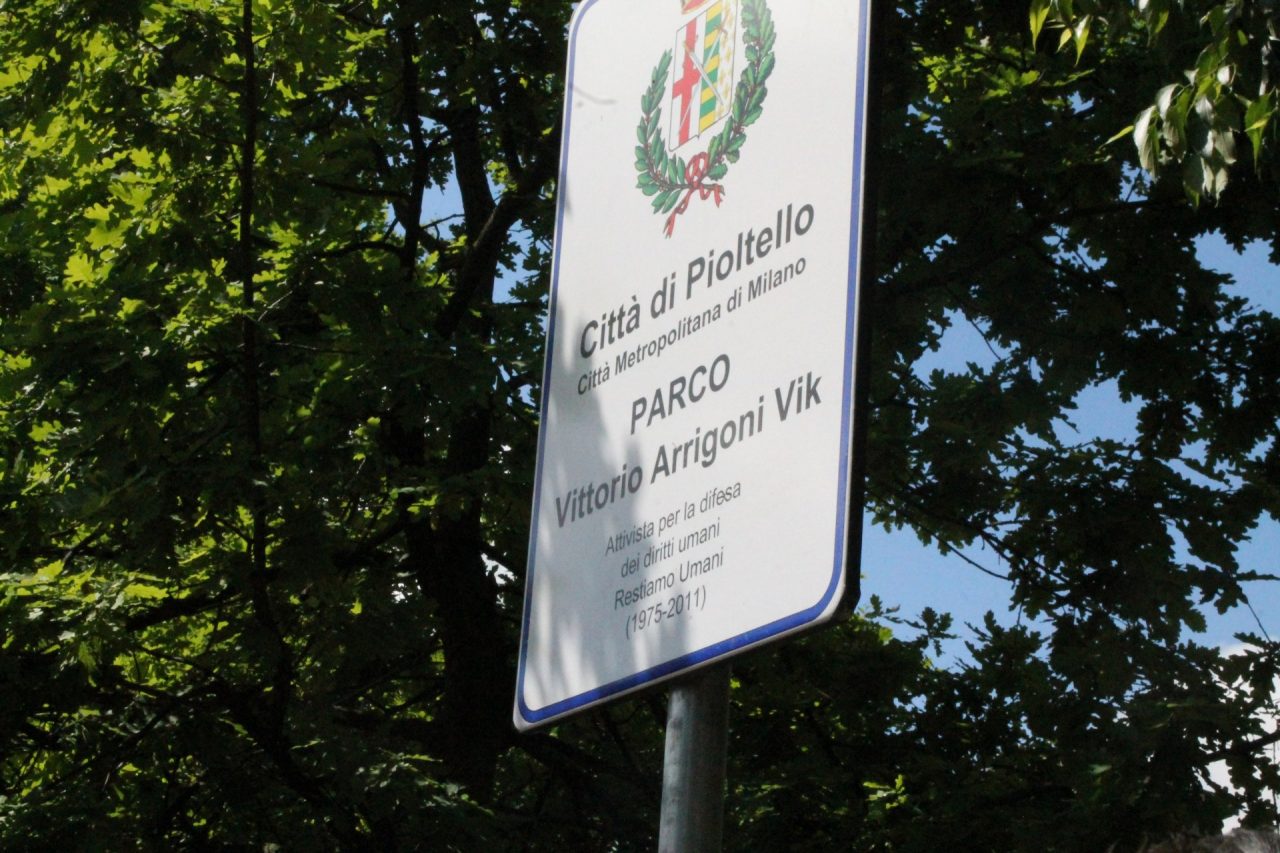 Città di Pioltello
Città Metropolitana di Milano
PARCO
Vittorio Arrigoni Vik
Attivista per la difesa
dei diritti umani
Restiamo Umani
(1975-2011)